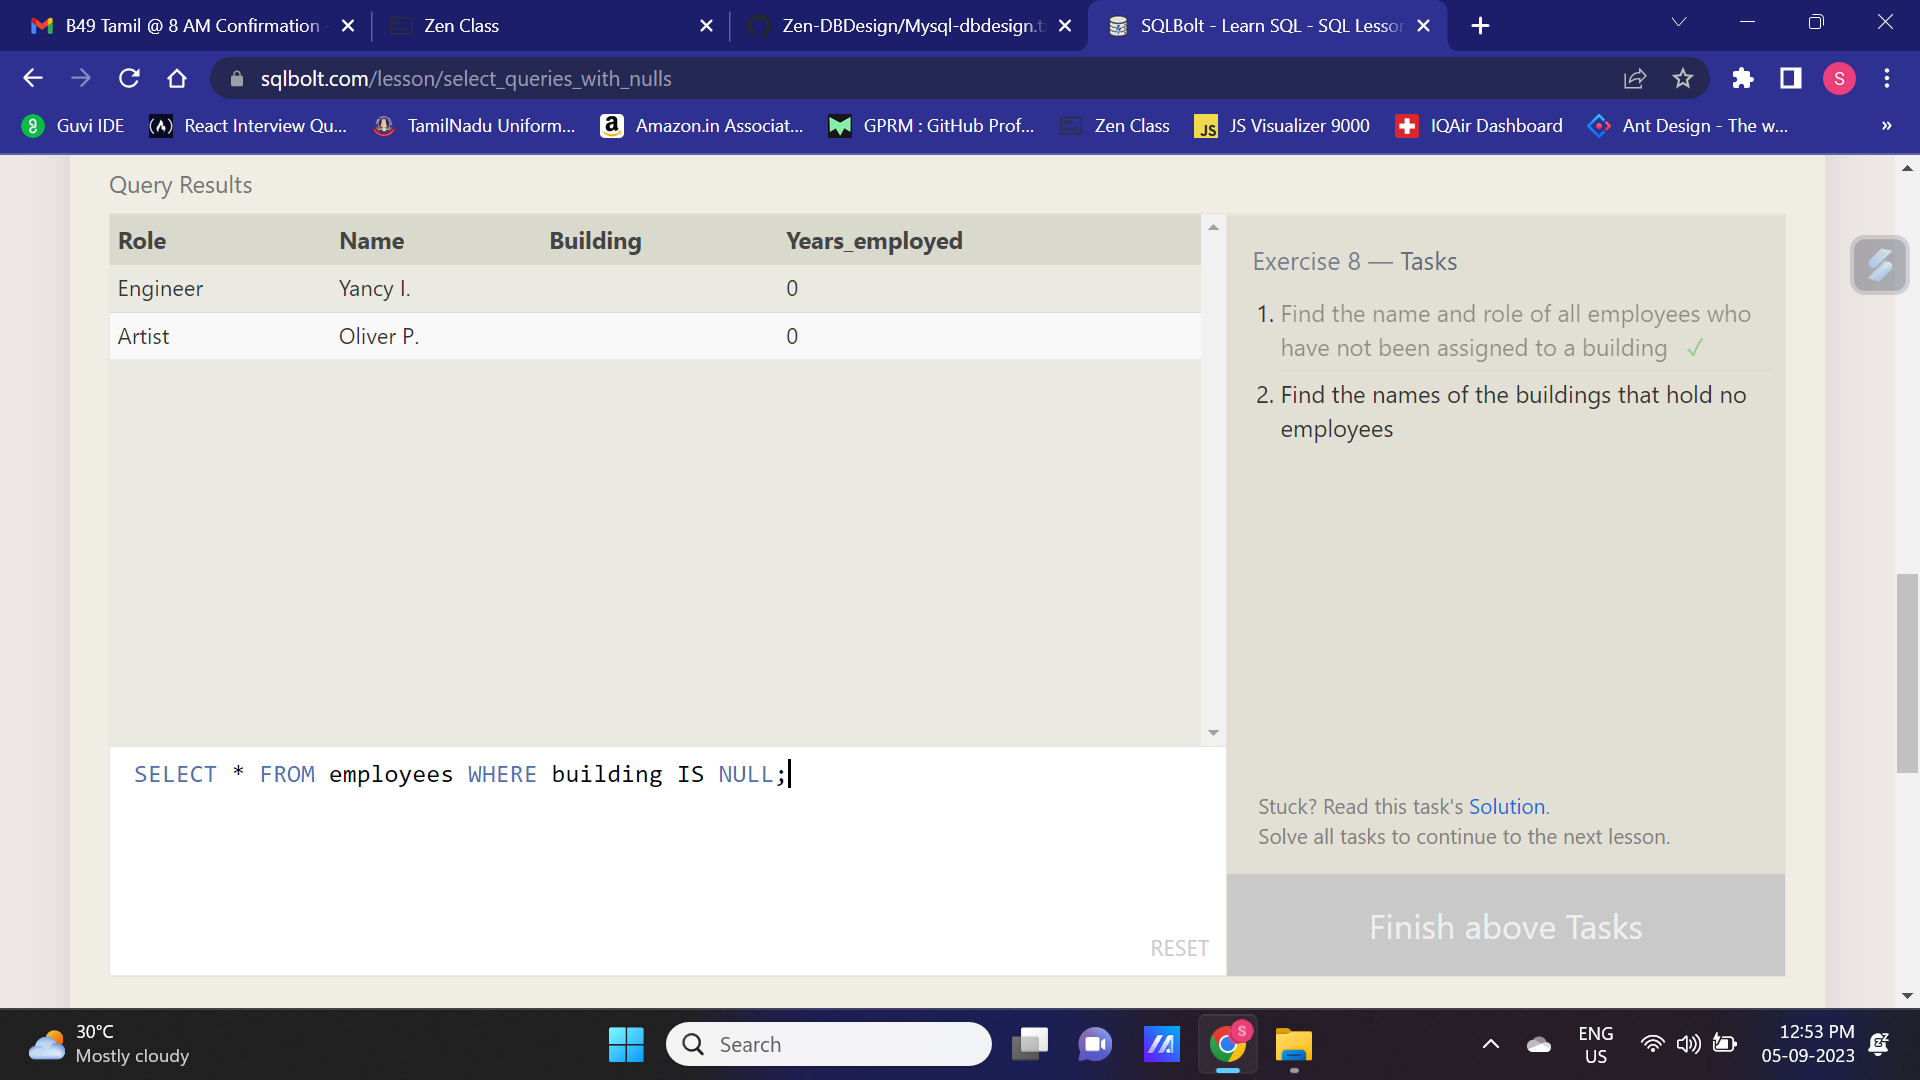 B49 Tamil @ 8 AM Confirmation
Zen Class
Zen-DBDesign/Mysql-dbdesign.t
SQLBolt - Learn SQL - SQL Lesson
sqlbolt.com/lesson/select_queries_with_nulls
S
Guvi IDE
React Interview Qu...
TamilNadu Uniform...
Amazon.in Associat...
GPRM : GitHub Prof...
Zen Class
JS
JS Visualizer 9000
IQAir Dashboard
Ant Design - The w...
»
Query Results
Role Name Building Years_employed
Engineer Yancy I. 0
Artist Oliver P. 0
Exercise 8 — Tasks
1. Find the name and role of all employees who
have not been assigned to a building ✓
2. Find the names of the buildings that hold no
employees
SELECT * FROM employees WHERE building IS NULL;
RESET
Stuck? Read this task's Solution.
Solve all tasks to continue to the next lesson.
Finish above Tasks
30°C
Mostly cloudy
Search
S
ENG
US
12:53 PM
05-09-2023